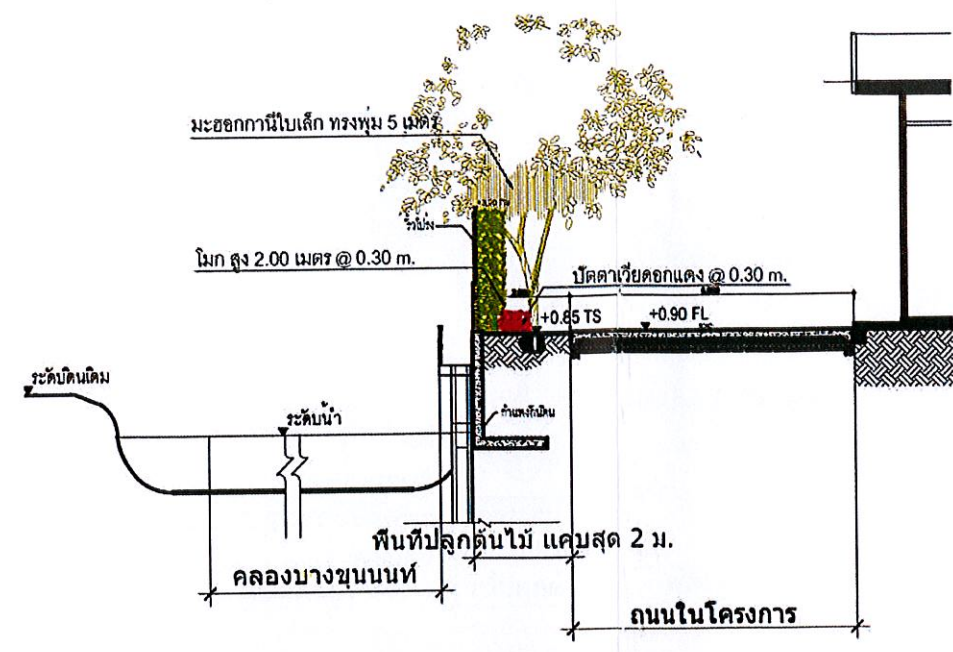 มะฮอกกานีใบเล็ก ทรงพุ่ม 5 เมตร
รั้วโปร่ง
โมก สูง 2.00 เมตร @ 0.30 m.
ปัตตาเวียดอกแดง @ 0.30 m.
+0.85 TS
+0.90 FL
ระดับดินเดิม
ระดับน้ำ
กำแพงกันดิน
พื้นที่ปลูกต้นไม้ แคบสุด 2 ม.
คลองบางขุนนนท์
ถนนในโครงการ